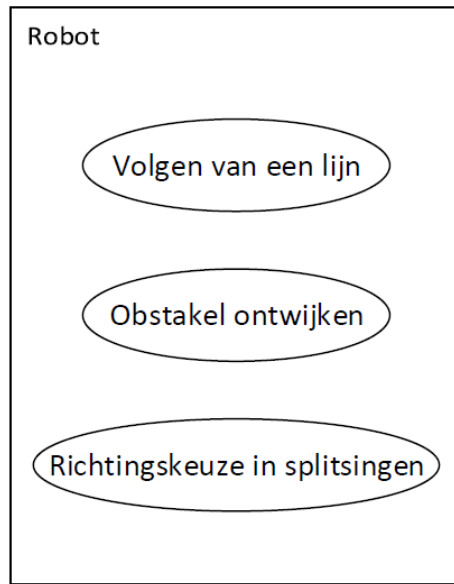 Robot
Volgen van een lijn
Obstakel ontwijken
Richtingskeuze in splitsingen